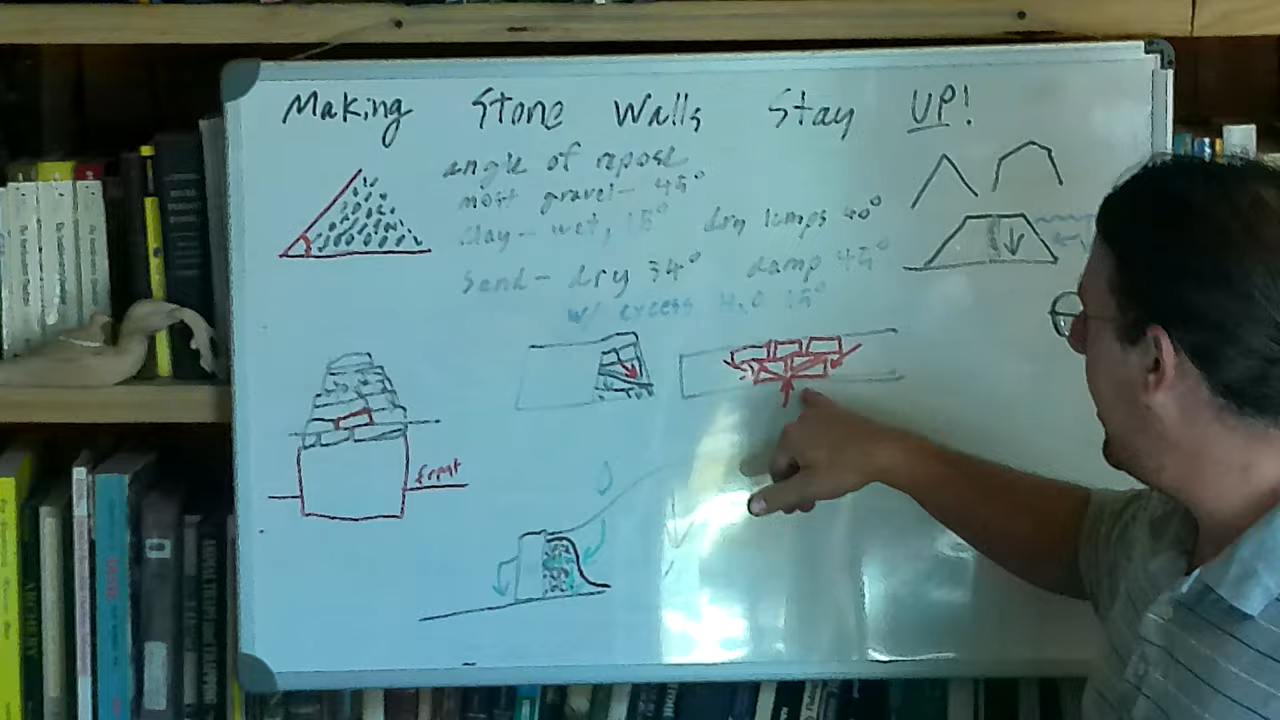 Making Stone Walls Stay UP!
angle of repose
most gravel- 45°
clay- wet, 15° dry lumps 40°
Sand- dry 34° damp 45°
w/ excess H₂O 15°
front